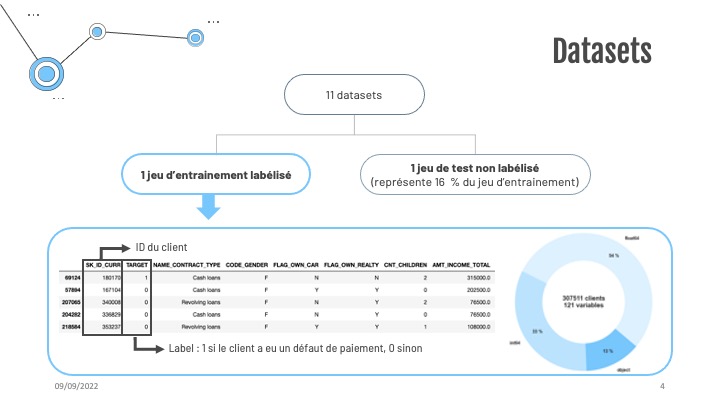 Datasets
11 datasets
1 jeu d'entrainement labélisé
1 jeu de test non labélisé
(représente 16 % du jeu d'entrainement)
ID du client
SK_ID_CURR TARGET NAME_CONTRACT_TYPE CODE_GENDER FLAG_OWN_CAR FLAG_OWN_REALTY CNT_CHILDREN AMT_INCOME_TOTAL
69124 180170 1 Cash loans F N N 2 315000.0
57894 167104 0 Cash loans F N Y 0 202500.0
207065 340008 0 Revolving loans F N Y 2 76500.0
204282 336829 0 Cash loans F N Y 0 76500.0
218584 353237 0 Revolving loans F Y Y 1 108000.0
Label : 1 si le client a eu un défaut de paiement, 0 sinon
float64
307511 clients
121 variables
int64
13 %
object
09/09/2022
4